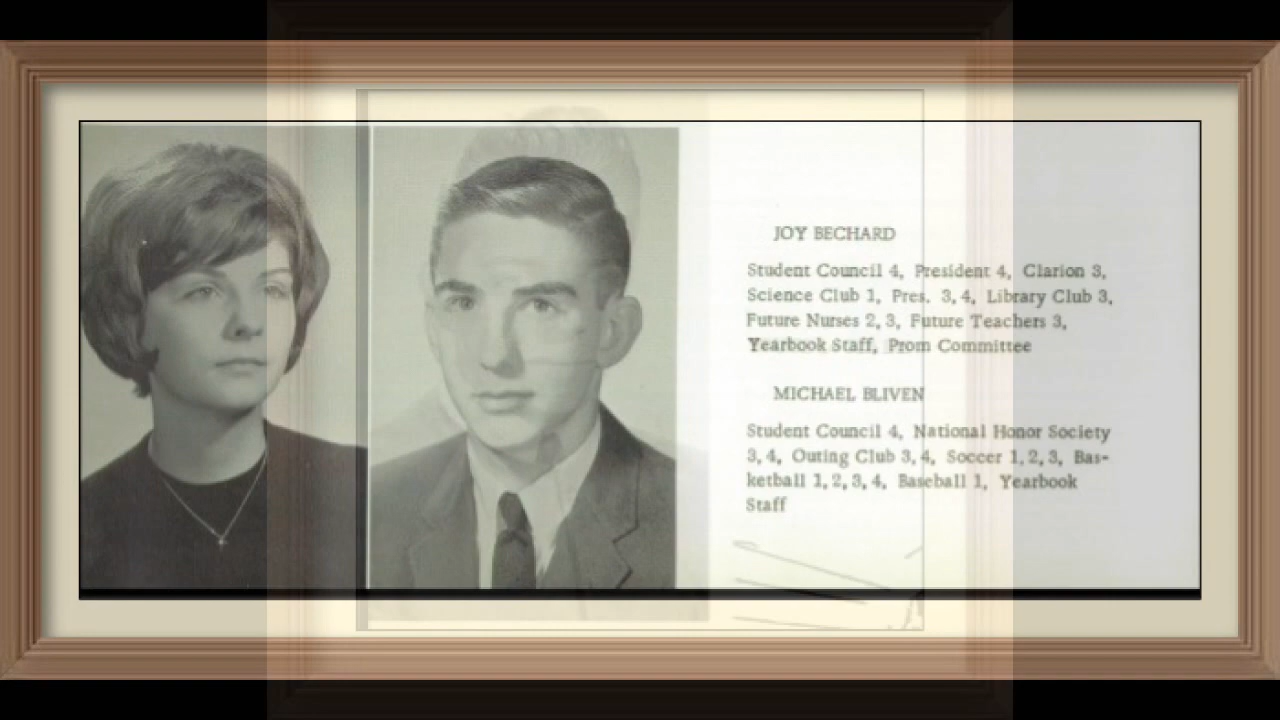 JOY BECHARD
Student Council 4, President 4, Clarion 3,
Science Club 1, Pres. 3, 4, Library Club 3,
Future Nurses 2, 3, Future Teachers 3,
Yearbook Staff, Prom Committee
MICHAEL BLIVEN
Student Council 4, National Honor Society
3, 4, Outing Club 3, 4, Soccer 1, 2, 3, Bas-
ketball 1, 2, 3, 4, Baseball 1, Yearbook
Staff